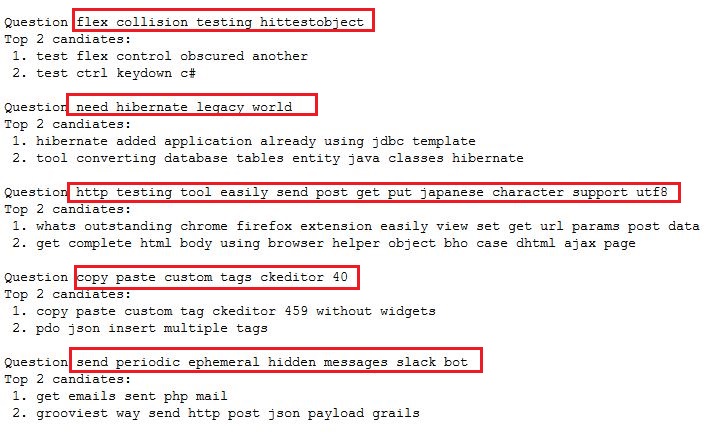 Question flex collision testing hittestobject
Top 2 candiates:
1. test flex control obscured another
2. test ctrl keydown c#
Question need hibernate legacy world
Top 2 candiates:
1. hibernate added application already using jdbc template
2. tool converting database tables entity java classes hibernate
Question http testing tool easily send post get put japanese character support utf8
Top 2 candiates:
1. whats outstanding chrome firefox extension easily view set get url params post data
2. get complete html body using browser helper object bho case dhtml ajax page
Question copy paste custom tags ckeditor 40
Top 2 candiates:
1. copy paste custom tag ckeditor 459 without widgets
2. pdo json insert multiple tags
Question send periodic ephemeral hidden messages slack bot
Top 2 candiates:
1. get emails sent php mail
2. grooviest way send http post json payload grails